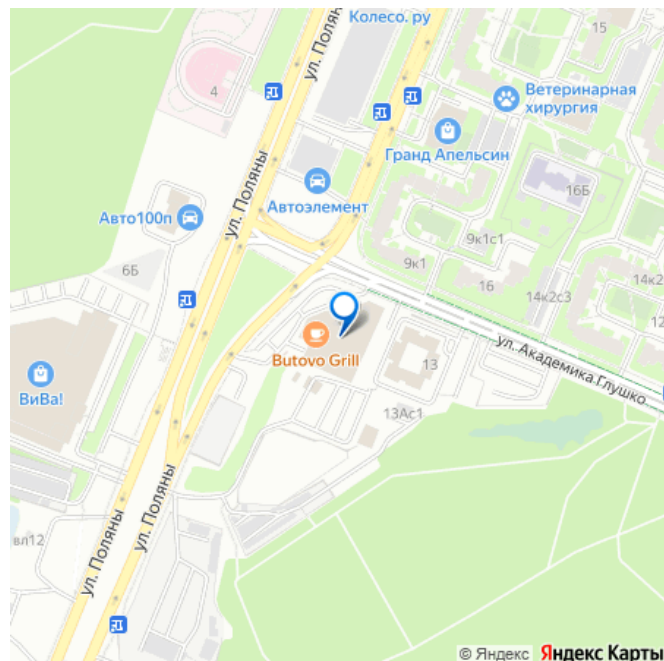 Колесо. ру
ул. Поляны
15
4
Ветеринарная
хирургия
Гранд Апельсин
ул. Поляны
16Б
Автоэлемент
Авто100п
9к1с1
9к1
6Б
16
14к2с3
14к2
12
ул. Академика Глушко
Butovo Grill
13
ВиВа!
13Ас1
ул. Поляны
ул. Поляны
вл12
© Яндекс Яндекс Карты